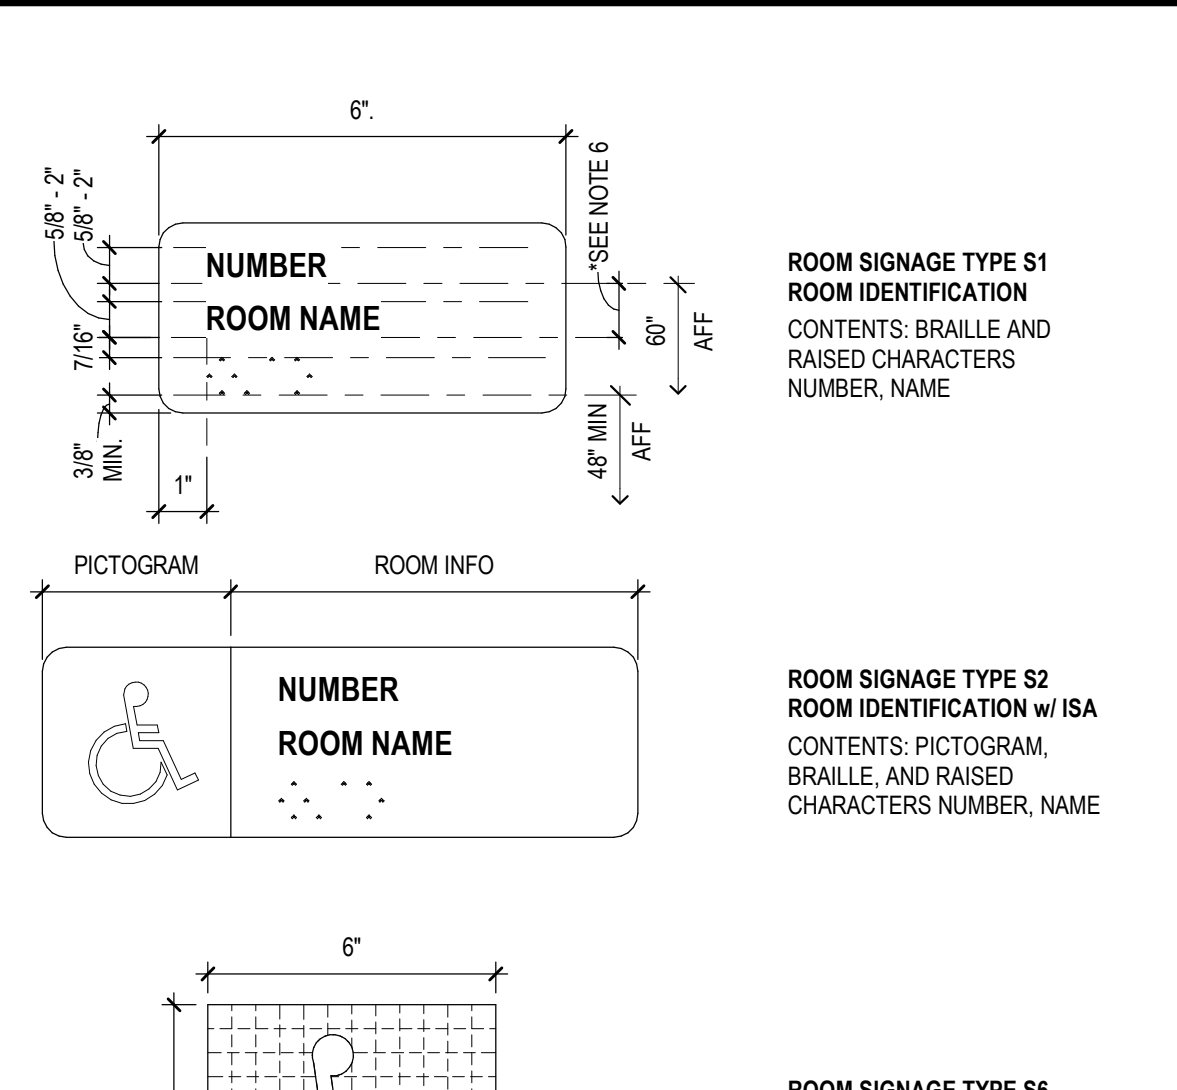 6".
5/8" - 2"
5/8" - 2"
*SEE NOTE 6
NUMBER
ROOM NAME
7/16"
60"
AFF
3/8"
MIN.
1"
48" MIN
AFF
ROOM SIGNAGE TYPE S1
ROOM IDENTIFICATION
CONTENTS: BRAILLE AND
RAISED CHARACTERS
NUMBER, NAME
PICTOGRAM
ROOM INFO
NUMBER
ROOM NAME
ROOM SIGNAGE TYPE S2
ROOM IDENTIFICATION w/ ISA
CONTENTS: PICTOGRAM,
BRAILLE, AND RAISED
CHARACTERS NUMBER, NAME
6"
ROOM SIGNAGE TYPE S6